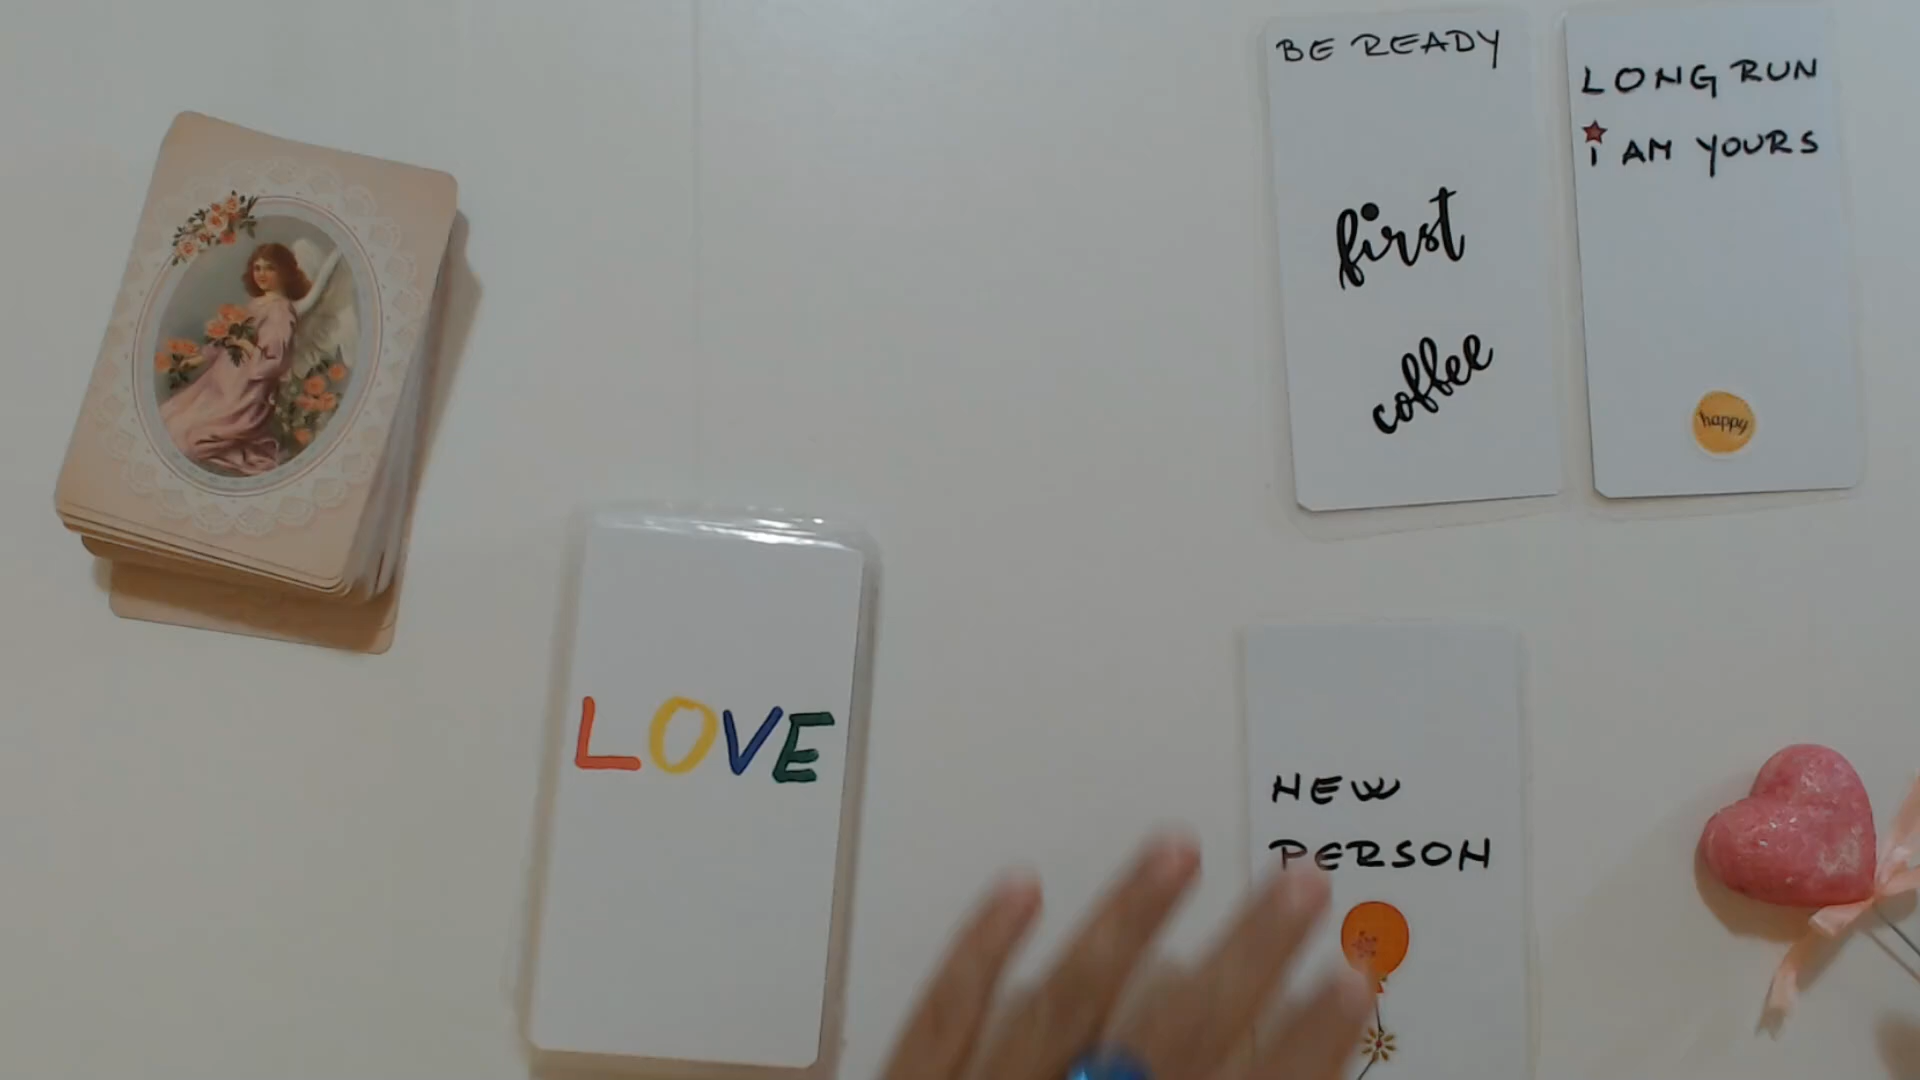 BE READY
first
coffee
LONG RUN
I AM YOURS
happy
LOVE
NEW
PERSON